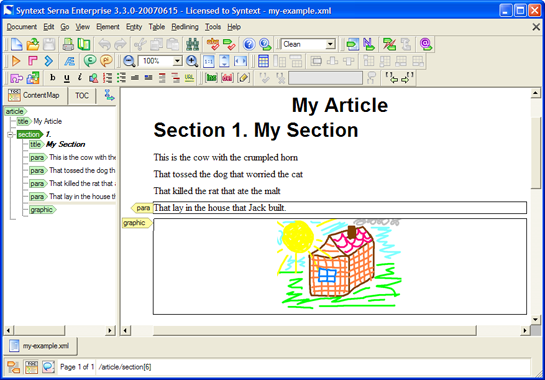 Syntext Serna Enterprise 3.3.0-20070615 - Licensed to Syntext - my-example.xml
Document Edit Go View Element Entity Table Redlining Tools Help
Clean
100%
ContentMap TOC
article
title My Article
section 1.
title My Section
para This is the cow with the crumpled horn
para That tossed the dog th
para That killed the rat that a
para That lay in the house th
graphic
My Article
Section 1. My Section
This is the cow with the crumpled horn
That tossed the dog that worried the cat
That killed the rat that ate the malt
para That lay in the house that Jack built.
graphic
my-example.xml
Page 1 of 1 /article/section[6]